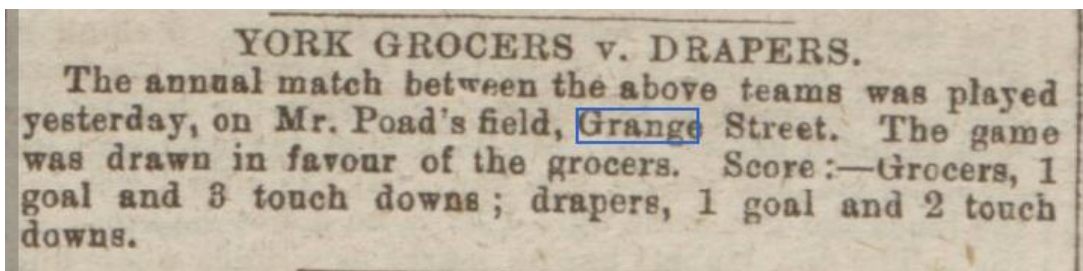 YORK GROCERS v. DRAPERS.
The annual match between the above teams was played
yesterday, on Mr. Poad's field, Grange Street. The game
was drawn in favour of the grocers. Score :—Grocers, 1
goal and 3 touch downs ; drapers, 1 goal and 2 touch
downs.